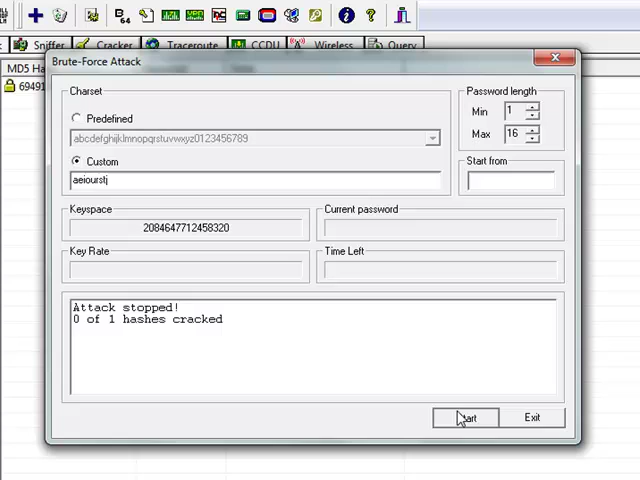 B
64
Sniffer
Cracker
Traceroute
CCDU
Wireless
Query
MD5 Ha
69491
Brute-Force Attack
Charset
Predefined
abcdefghijklmnopqrstuvwxyz0123456789
Custom
aeiourstj
Password length
Min 1
Max 16
Start from
Keyspace
2084647712458320
Current password
Key Rate
Time Left
Attack stopped!
0 of 1 hashes cracked
Exit